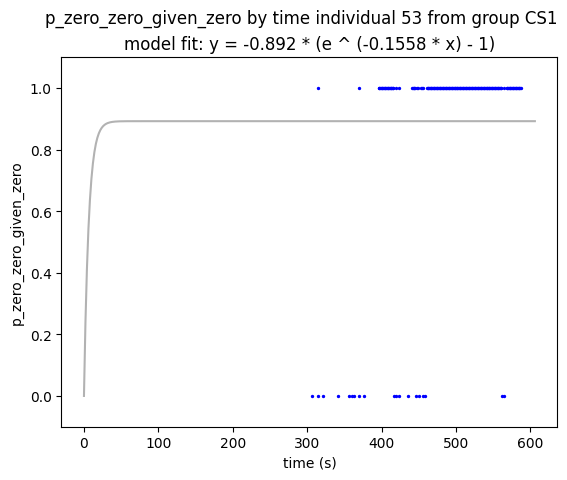 p_zero_zero_given_zero by time individual 53 from group CS1
model fit: y = -0.892 * (e ^ (-0.1558 * x) - 1)
p_zero_zero_given_zero
1.0
0.8
0.6
0.4
0.2
0.0
0 100 200 300 400 500 600
time (s)